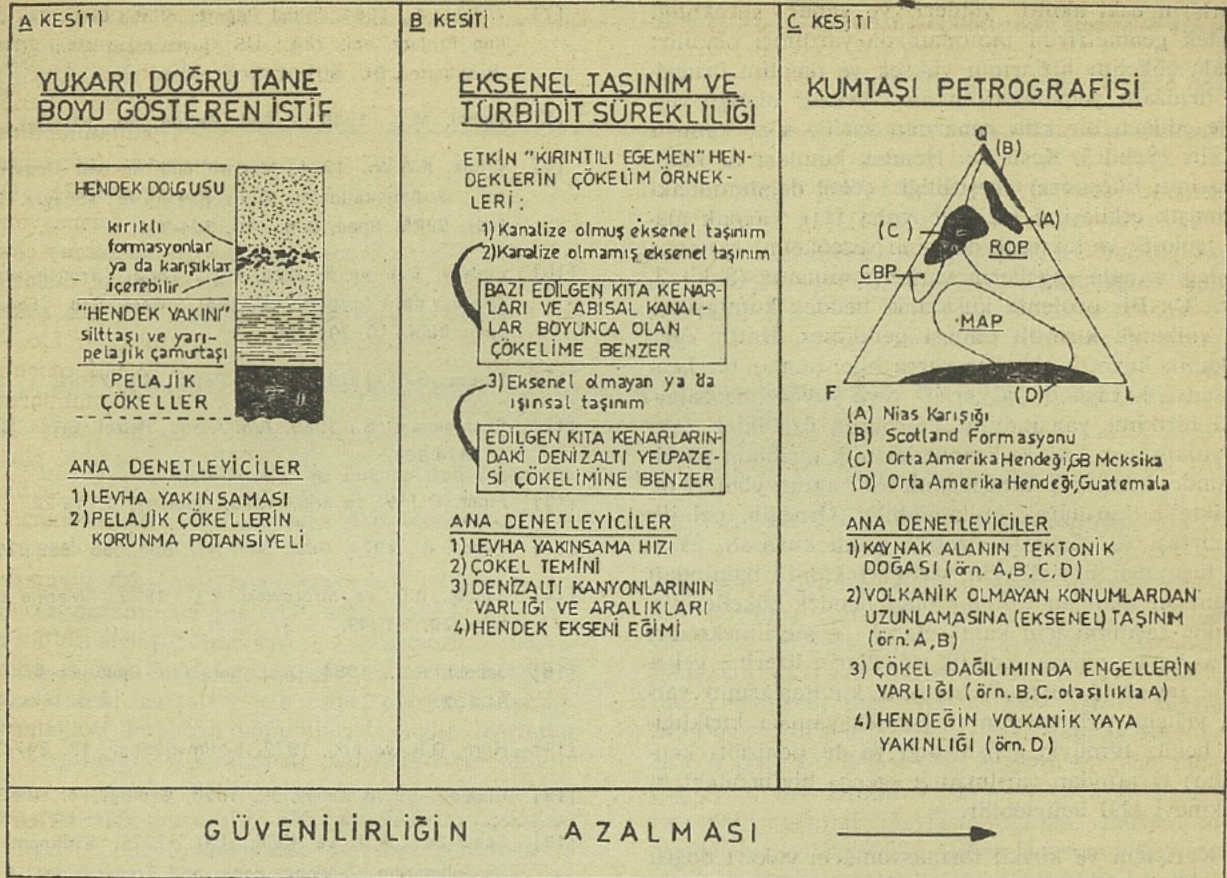 A KESİTİ
YUKARI DOĞRU TANE
BOYU GÖSTEREN İSTİF
HENDEK DOLGUSU
kırıklı
formasyonlar
ya da karışıklar
içerebilir
"HENDEK YAKINI"
silttaşı ve yarı-
pelajik çamurtaşı
PELAJİK
ÇÖKELLER
ANA DENETLEYİCİLER
1) LEVHA YAKINSAMASI
2) PELAJİK ÇÖKELLERİN
KORUNMA POTANSİYELİ
B KESİTİ
EKSENEL TAŞINIM VE
TÜRBİDİT SÜREKLİLİĞİ
ETKİN "KIRINTILI EGEMEN" HEN-
DEKLERİN ÇÖKELİM ÖRNEK-
LERİ;
1) Kanalize olmuş eksenel taşınım
2) Kanalize olmamış eksenel taşınım
BAZI EDİLGEN KITA KENAR-
LARI VE ABİSAL KANAL-
LAR BOYUNCA OLAN
ÇÖKELİME BENZER
3) Eksenel olmayan ya da
ışınsal taşınım
EDİLGEN KITA KENARLARIN-
DAKİ DENİZALTI YELPAZE-
Sİ ÇÖKELİMİNE BENZER
ANA DENETLEYİCİLER
1) LEVHA YAKINSAMA HIZI
2) ÇÖKEL TEMİNİ
3) DENİZALTI KANYONLARININ
VARLIĞI VE ARALIKLARI
4) HENDEK EKSENİ EĞİMİ
C KESİTİ
KUMTAŞI PETROGRAFİSİ
Q
(B)
(A)
(C)
ROP
CBP
MAP
F
(D)
L
(A) Nias Karışığı
(B) Scotland Formasyonu
(C) Orta Amerika Hendeği, GB Meksika
(D) Orta Amerika Hendeği, Guatemala
ANA DENETLEYİCİLER
1) KAYNAK ALANIN TEKTONİK
DOĞASI (örn. A,B,C,D)
2) VOLKANİK OLMAYAN KONUMLARDAN
UZUNLAMASINA (EKSENEL) TAŞINIM
(örn. A,B)
3) ÇÖKEL DAĞILIMINDA ENGELLERİN
VARLIĞI (örn. B.C. olasılıkla A)
4) HENDEĞİN VOLKANİK YAYA
YAKINLIĞI (örn. D)
GÜVENİLİRLİĞİN AZALMASI